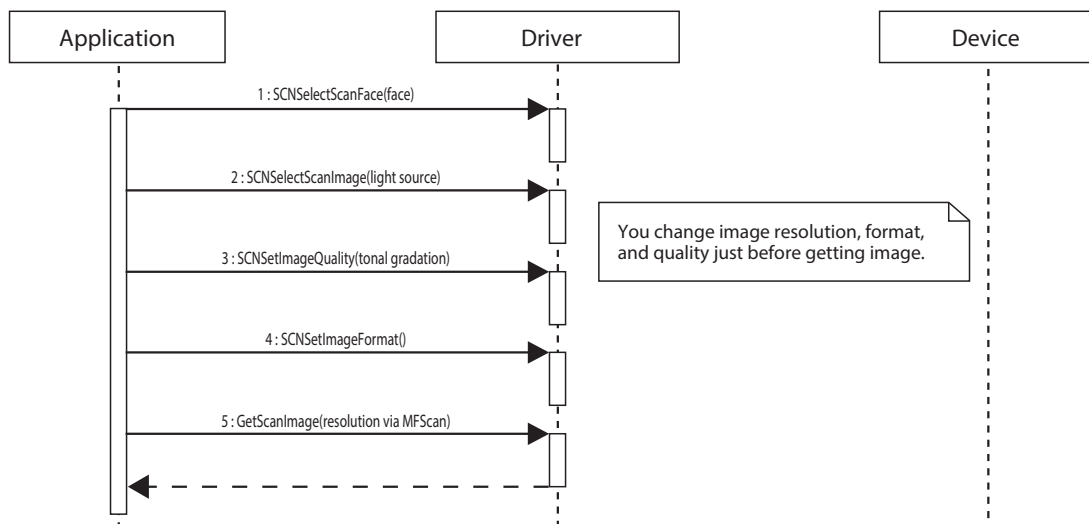 Application
Driver
Device
1 : SCNSelectScanFace(face)
2 : SCNSelectScanImage(light source)
You change image resolution, format,
and quality just before getting image.
3 : SCNSetImageQuality(tonal gradation)
4 : SCNSetImageFormat()
5 : GetScanImage(resolution via MFScan)